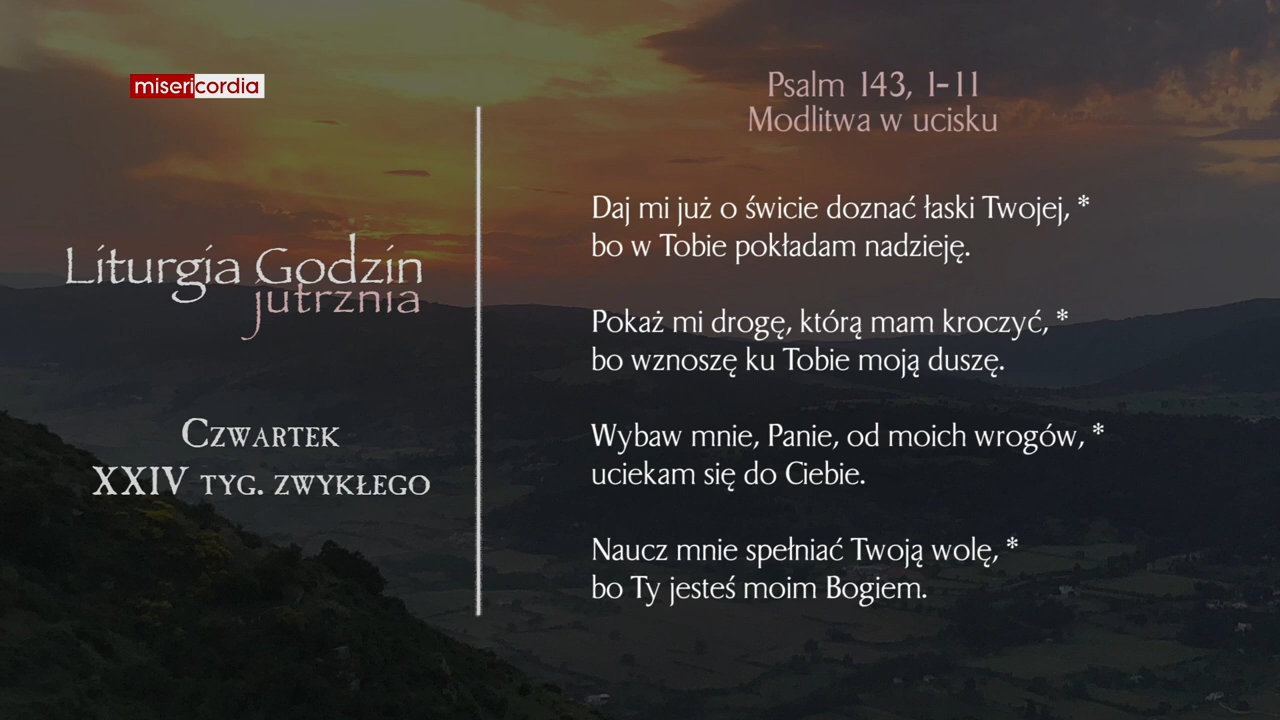 misericordia
Liturgia Godzin
jutrznia
Czwartek
XXIV tyg. zwykłego
Psalm 143, 1-11
Modlitwa w ucisku
Daj mi już o świcie doznać łaski Twojej, *
bo w Tobie pokładam nadzieję.
Pokaż mi drogę, którą mam kroczyć, *
bo wznoszę ku Tobie moją duszę.
Wybaw mnie, Panie, od moich wrogów, *
uciekam się do Ciebie.
Naucz mnie spełniać Twoją wolę, *
bo Ty jesteś moim Bogiem.